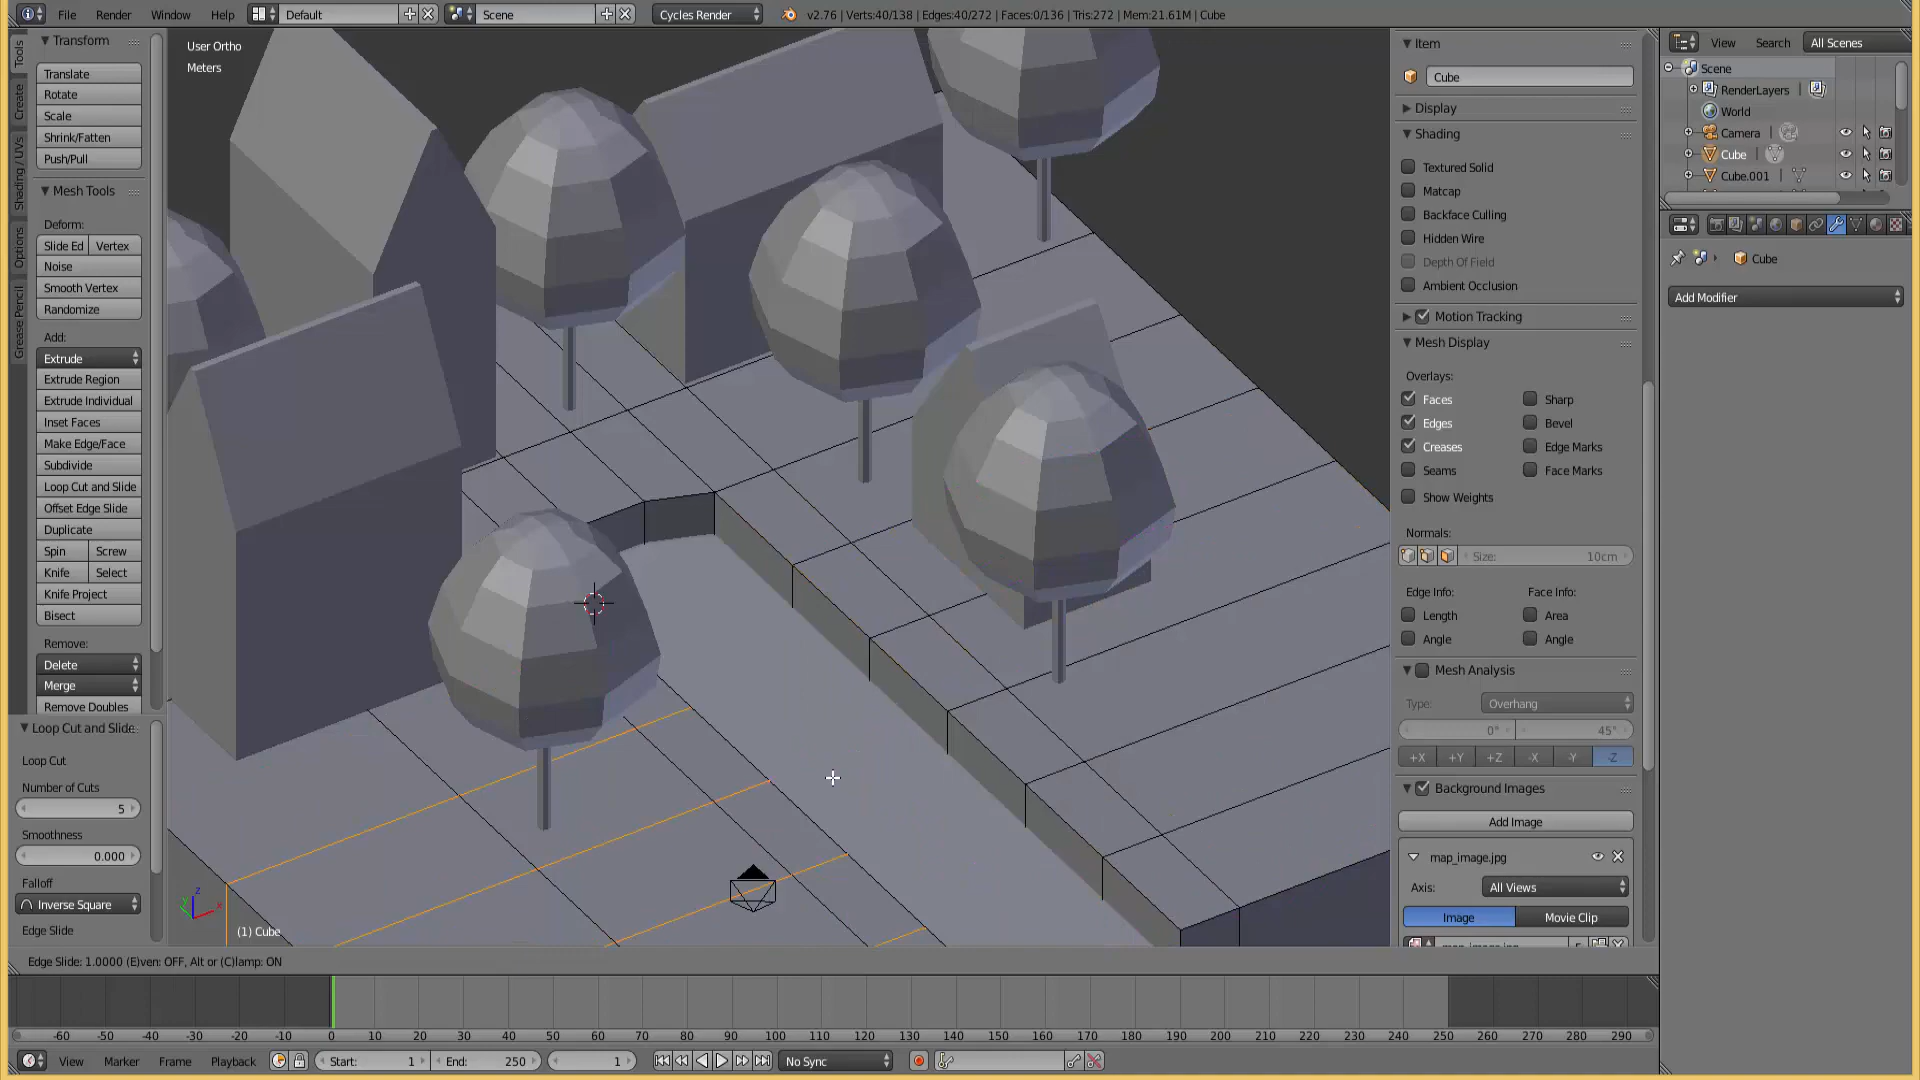 File Render Window Help Default Scene Cycles Render v2.76 | Verts:40/138 | Edges:40/272 | Faces:0/136 | Tris:272 | Mem:21.61M | Cube
Tools
Create
Shading / UVs
Options
Grease Pencil
Transform
Translate
Rotate
Scale
Shrink/Fatten
Push/Pull
Mesh Tools
Deform:
Slide Ed Vertex
Noise
Smooth Vertex
Randomize
Add:
Extrude
Extrude Region
Extrude Individual
Inset Faces
Make Edge/Face
Subdivide
Loop Cut and Slide
Offset Edge Slide
Duplicate
Spin Screw
Knife Select
Knife Project
Bisect
Remove:
Delete
Merge
Remove Doubles
Loop Cut and Slide
Loop Cut
Number of Cuts
5
Smoothness
0.000
Falloff
Inverse Square
Edge Slide
User Ortho
Meters
(1) Cube
Edge Slide: 1.0000 (E)ven: OFF, Alt or (C)lamp: ON
Item
Cube
Display
Shading
Textured Solid
Matcap
Backface Culling
Hidden Wire
Depth Of Field
Ambient Occlusion
Motion Tracking
Mesh Display
Overlays:
Faces Sharp
Edges Bevel
Creases Edge Marks
Seams Face Marks
Show Weights
Normals:
Size: 10cm
Edge Info: Face Info:
Length Area
Angle Angle
Mesh Analysis
Type: Overhang
0° 45°
+X +Y +Z -X -Y -Z
Background Images
Add Image
map_image.jpg
Axis: All Views
Image Movie Clip
View Search All Scenes
Scene
RenderLayers
World
Camera
Cube
Cube.001
Cube
Add Modifier
-60 -50 -40 -30 -20 -10 0 10 20 30 40 50 60 70 80 90 100 110 120 130 140 150 160 170 180 190 200 210 220 230 240 250 260 270 280 290
View Marker Frame Playback Start: 1 End: 250 1 No Sync